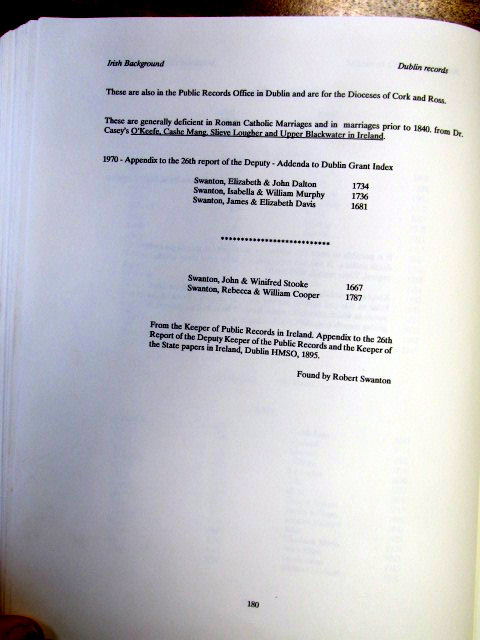 Irish Background
Dublin records
These are also in the Public Records Office in Dublin and are for the Dioceses of Cork and Ross.
These are generally deficient in Roman Catholic Marriages and in marriages prior to 1840. from Dr.
Casey's O'Keefe, Cashe Mang, Slieve Lougher and Upper Blackwater in Ireland.
1970 - Appendix to the 26th report of the Deputy - Addenda to Dublin Grant Index
Swanton, Elizabeth & John Dalton 1734
Swanton, Isabella & William Murphy 1736
Swanton, James & Elizabeth Davis 1681
****************************
Swanton, John & Winifred Stooke 1667
Swanton, Rebecca & William Cooper 1787
From the Keeper of Public Records in Ireland. Appendix to the 26th
Report of the Deputy Keeper of the Public Records and the Keeper of
the State papers in Ireland, Dublin HMSO, 1895.
Found by Robert Swanton
180